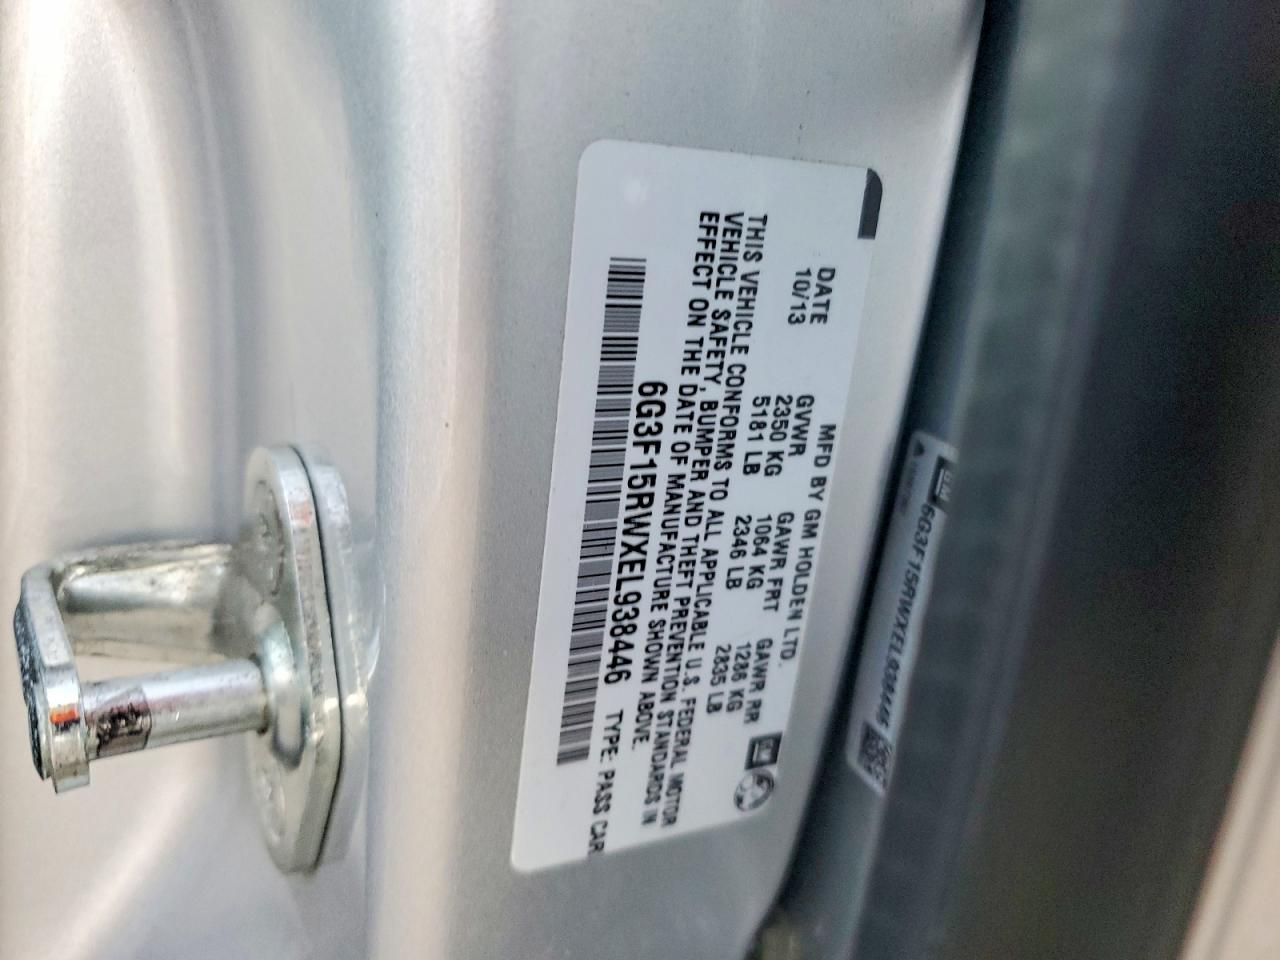 MFD BY GM HOLDEN LTD.
DATE GVWR GAWR FRT GAWR RR
10/13 2350 KG 1064 KG 1286 KG
5181 LB 2346 LB 2835 LB
THIS VEHICLE CONFORMS TO ALL APPLICABLE U.S. FEDERAL MOTOR
VEHICLE SAFETY, BUMPER AND THEFT PREVENTION STANDARDS IN
EFFECT ON THE DATE OF MANUFACTURE SHOWN ABOVE.
6G3F15RWXEL938446 TYPE: PASS CAR
GM
GM
6G3F15RWXEL938446